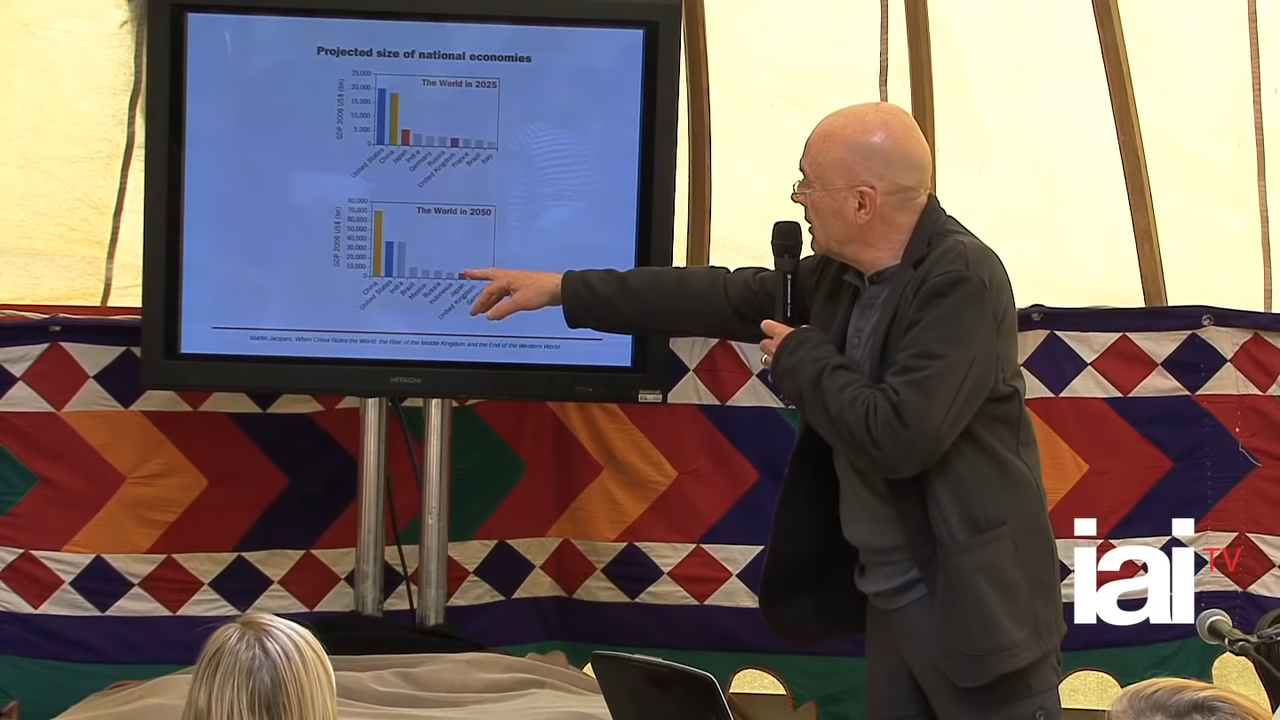 Projected size of national economies
The World in 2025
GDP 2006 US$ (bn)
25,000
20,000
15,000
10,000
5,000
0
United States
China
Japan
India
Germany
Russia
United Kingdom
France
Brazil
Italy
The World in 2050
GDP 2006 US$ (bn)
80,000
70,000
60,000
50,000
40,000
30,000
20,000
10,000
0
China
United States
India
Brazil
Mexico
Russia
Indonesia
Japan
United Kingdom
Martin Jacques, When China Rules the World: the Rise of the Middle Kingdom and the End of the Western World
HITACHI
iai TV